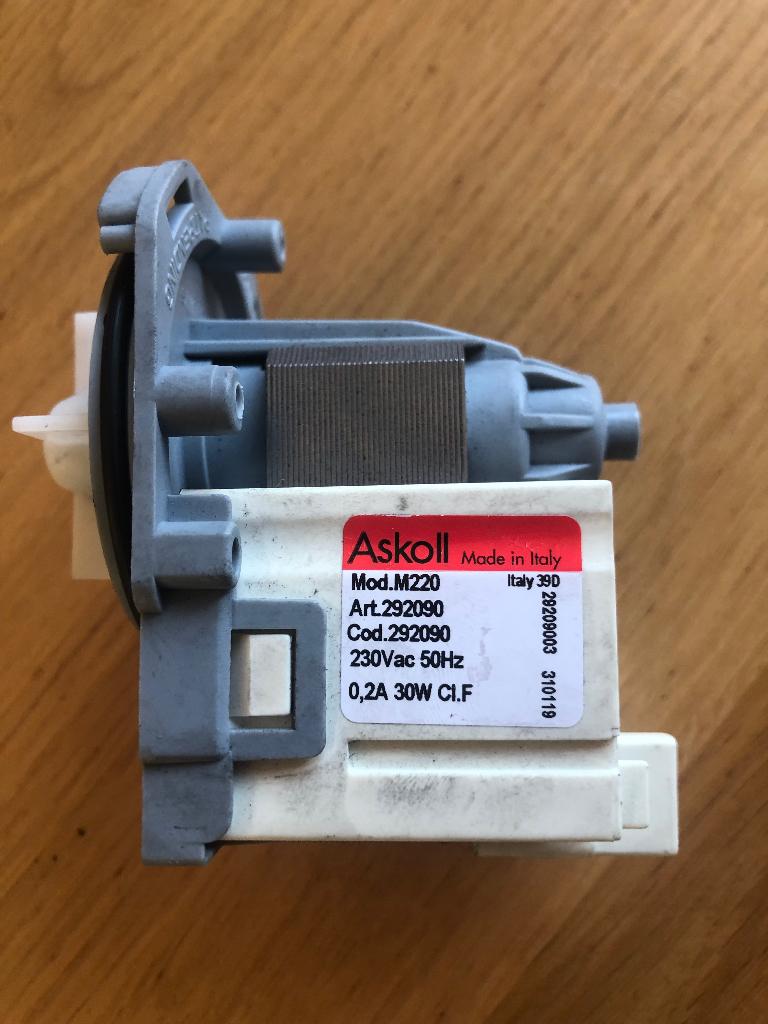 Askoll Made in Italy
Mod.M220 Italy 39D
Art.292090
Cod.292090
230Vac 50Hz
0,2A 30W Cl.F
29209003 310119